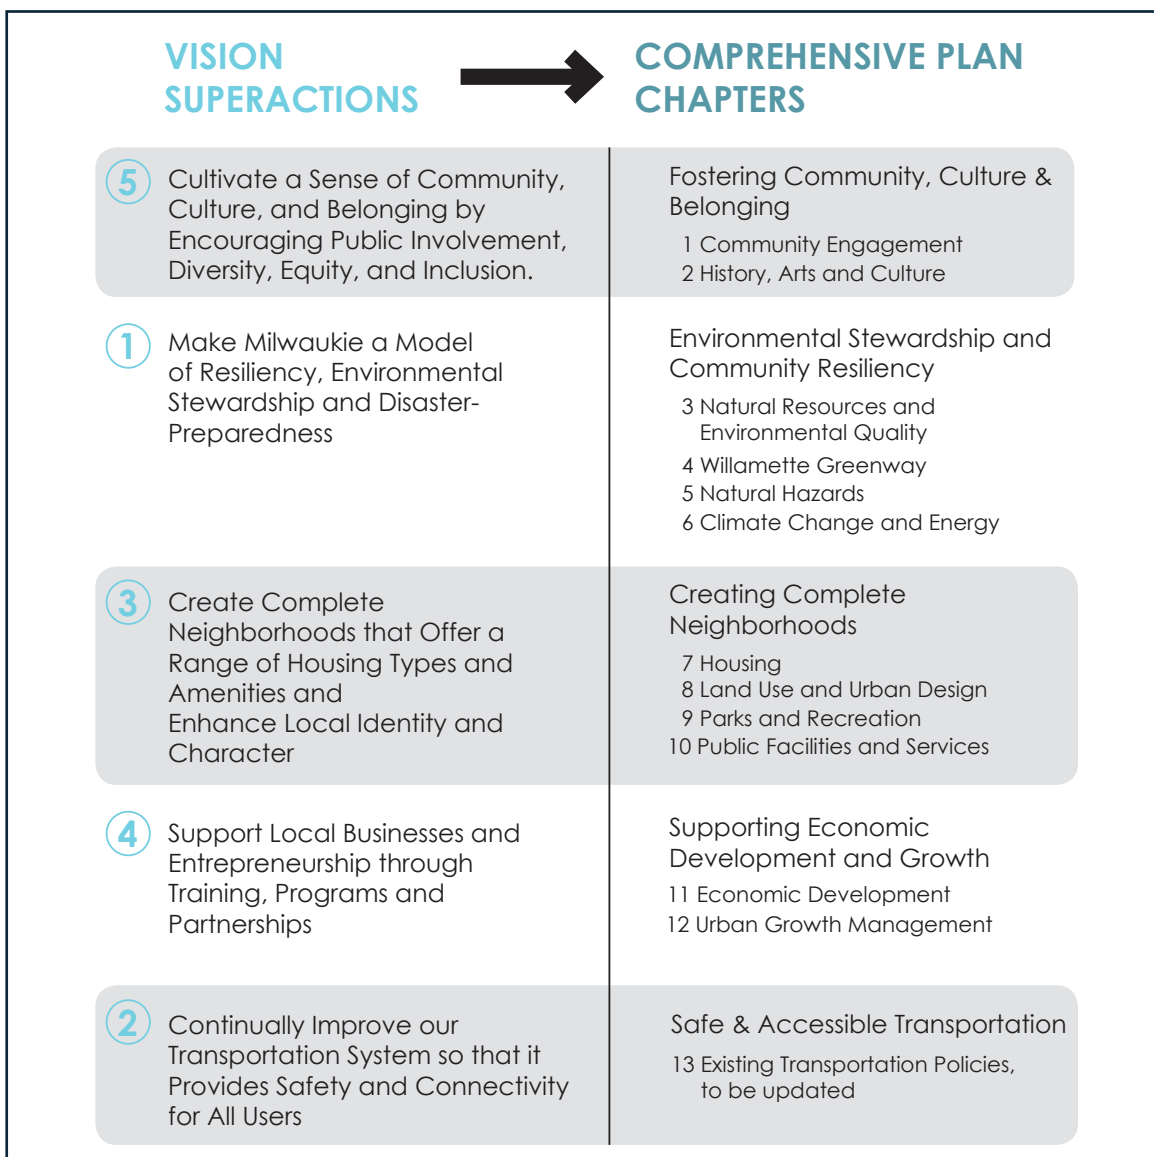 VISION
SUPERACTIONS
COMPREHENSIVE PLAN
CHAPTERS
5
Cultivate a Sense of Community,
Culture, and Belonging by
Encouraging Public Involvement,
Diversity, Equity, and Inclusion.
Fostering Community, Culture &
Belonging
1 Community Engagement
2 History, Arts and Culture
1
Make Milwaukie a Model
of Resiliency, Environmental
Stewardship and Disaster-
Preparedness
Environmental Stewardship and
Community Resiliency
3 Natural Resources and
Environmental Quality
4 Willamette Greenway
5 Natural Hazards
6 Climate Change and Energy
3
Create Complete
Neighborhoods that Offer a
Range of Housing Types and
Amenities and
Enhance Local Identity and
Character
Creating Complete
Neighborhoods
7 Housing
8 Land Use and Urban Design
9 Parks and Recreation
10 Public Facilities and Services
4
Support Local Businesses and
Entrepreneurship through
Training, Programs and
Partnerships
Supporting Economic
Development and Growth
11 Economic Development
12 Urban Growth Management
2
Continually Improve our
Transportation System so that it
Provides Safety and Connectivity
for All Users
Safe & Accessible Transportation
13 Existing Transportation Policies,
to be updated